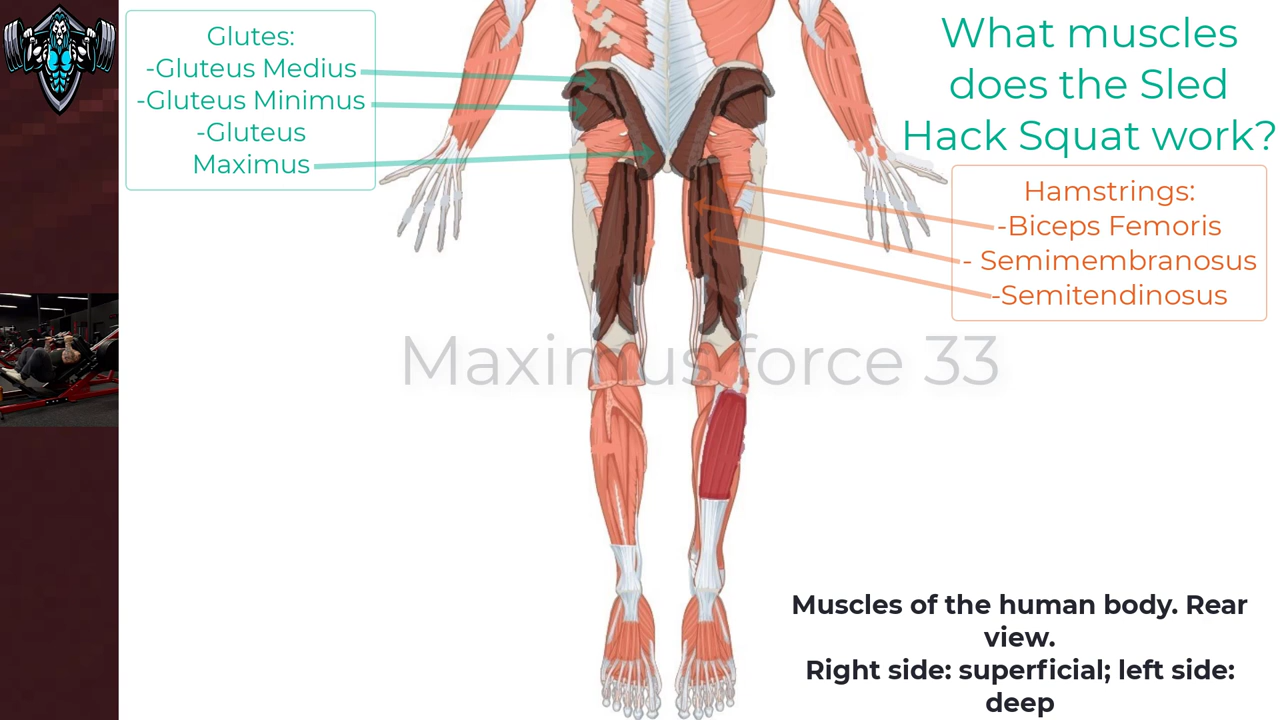 Glutes:
-Gluteus Medius
-Gluteus Minimus
-Gluteus
Maximus
What muscles
does the Sled
Hack Squat work?
Hamstrings:
-Biceps Femoris
- Semimembranosus
-Semitendinosus
Maximus force 33
Muscles of the human body. Rear
view.
Right side: superficial; left side:
deep